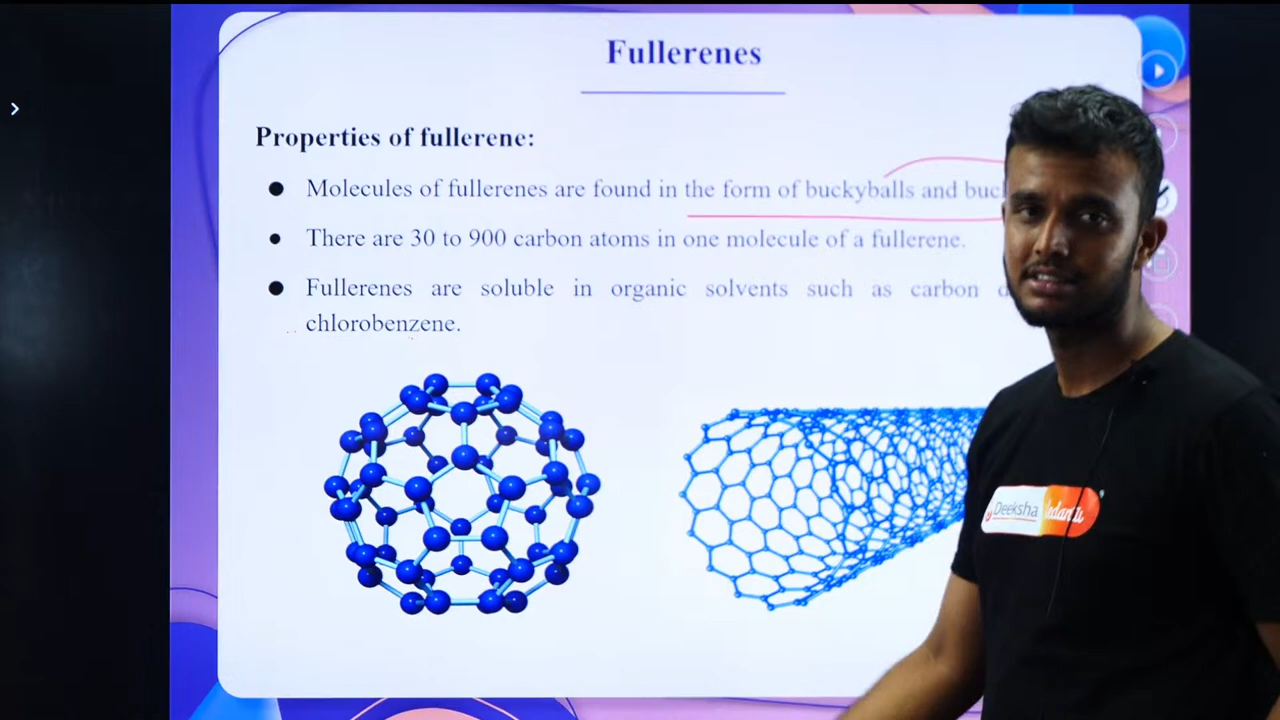 Fullerenes
Properties of fullerene:
Molecules of fullerenes are found in the form of buckyballs and
There are 30 to 900 carbon atoms in one molecule of a fullerene.
Fullerenes are soluble in organic solvents such as carbon
chlorobenzene.
Deeksha